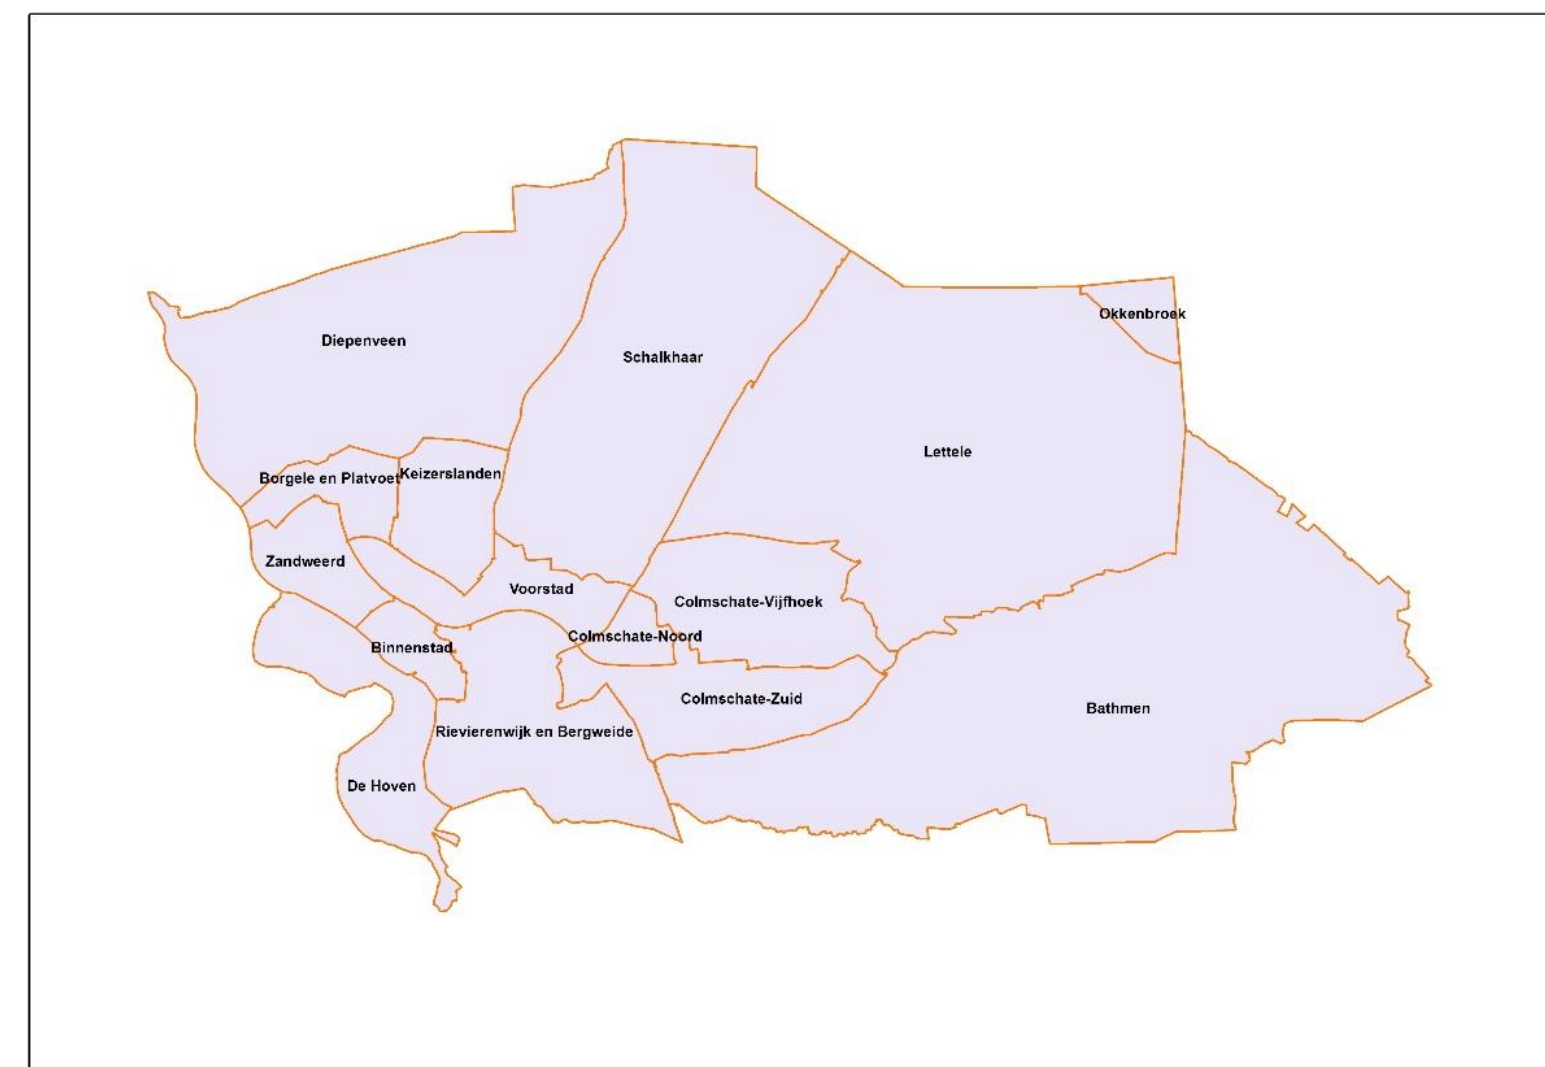 Okkenbroek
Diepenveen
Schalkhaar
Lettele
Keizerslanden
Borgele en Platvoet
Zandweerd
Voorstad
Colmschate-Vijfhoek
Colmschate-Noord
Binnenstad
Colmschate-Zuid
Bathmen
Rievierenwijk en Bergweide
De Hoven